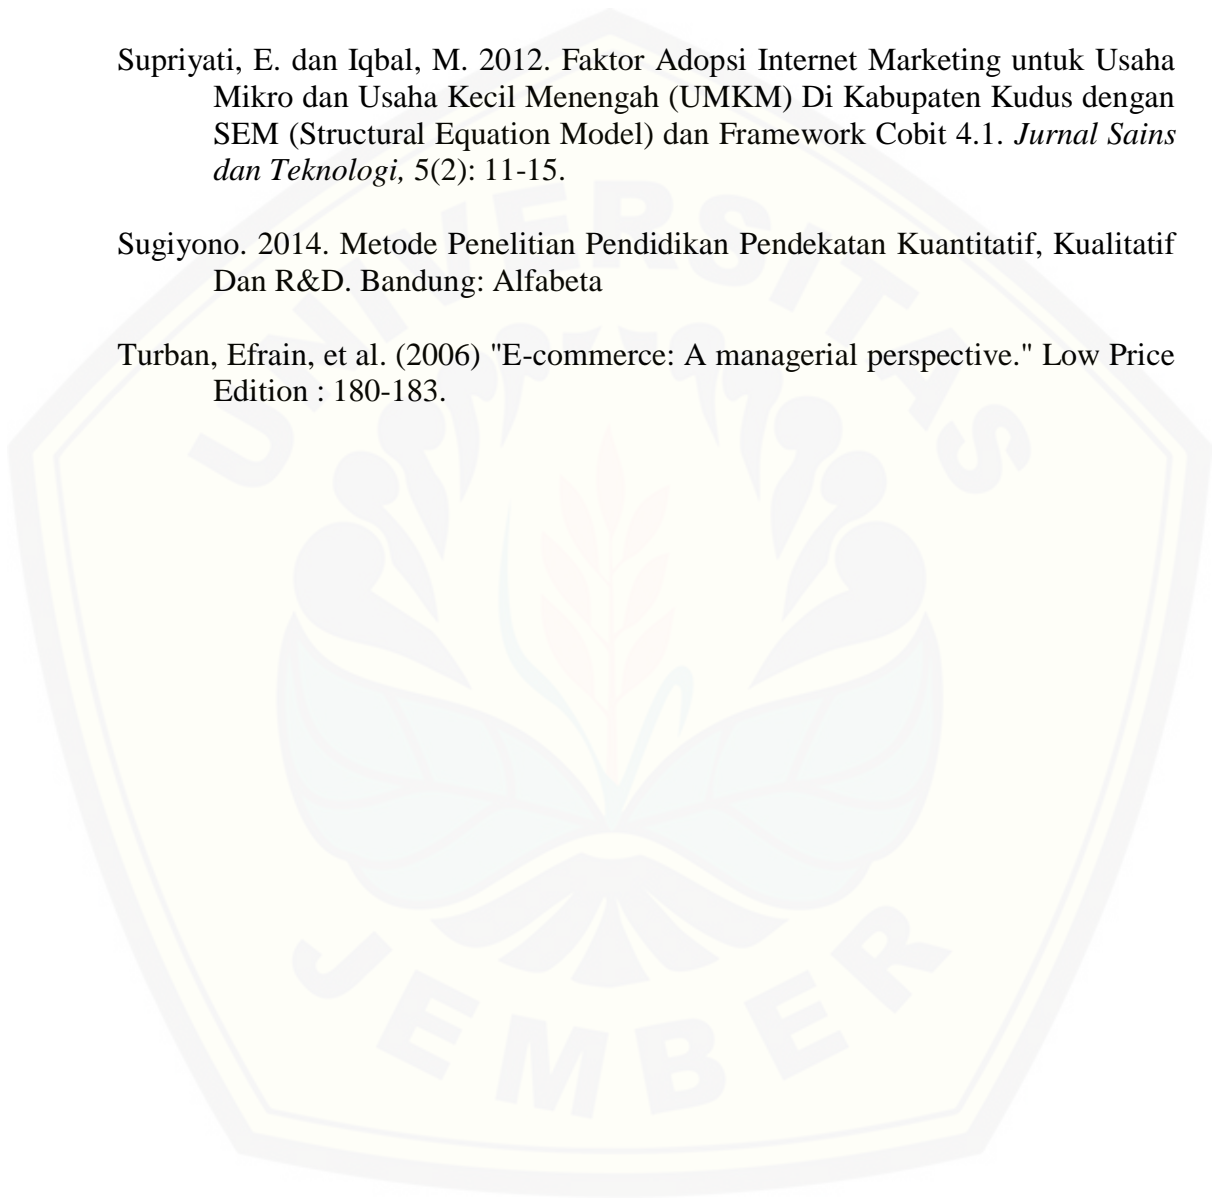 Supriyati, E. dan Iqbal, M. 2012. Faktor Adopsi Internet Marketing untuk Usaha
Mikro dan Usaha Kecil Menengah (UMKM) Di Kabupaten Kudus dengan
SEM (Structural Equation Model) dan Framework Cobit 4.1. Jurnal Sains
dan Teknologi, 5(2): 11-15.
Sugiyono. 2014. Metode Penelitian Pendidikan Pendekatan Kuantitatif, Kualitatif
Dan R&D. Bandung: Alfabeta
Turban, Efrain, et al. (2006) "E-commerce: A managerial perspective." Low Price
Edition : 180-183.
UNIVERSITAS
JEMBER